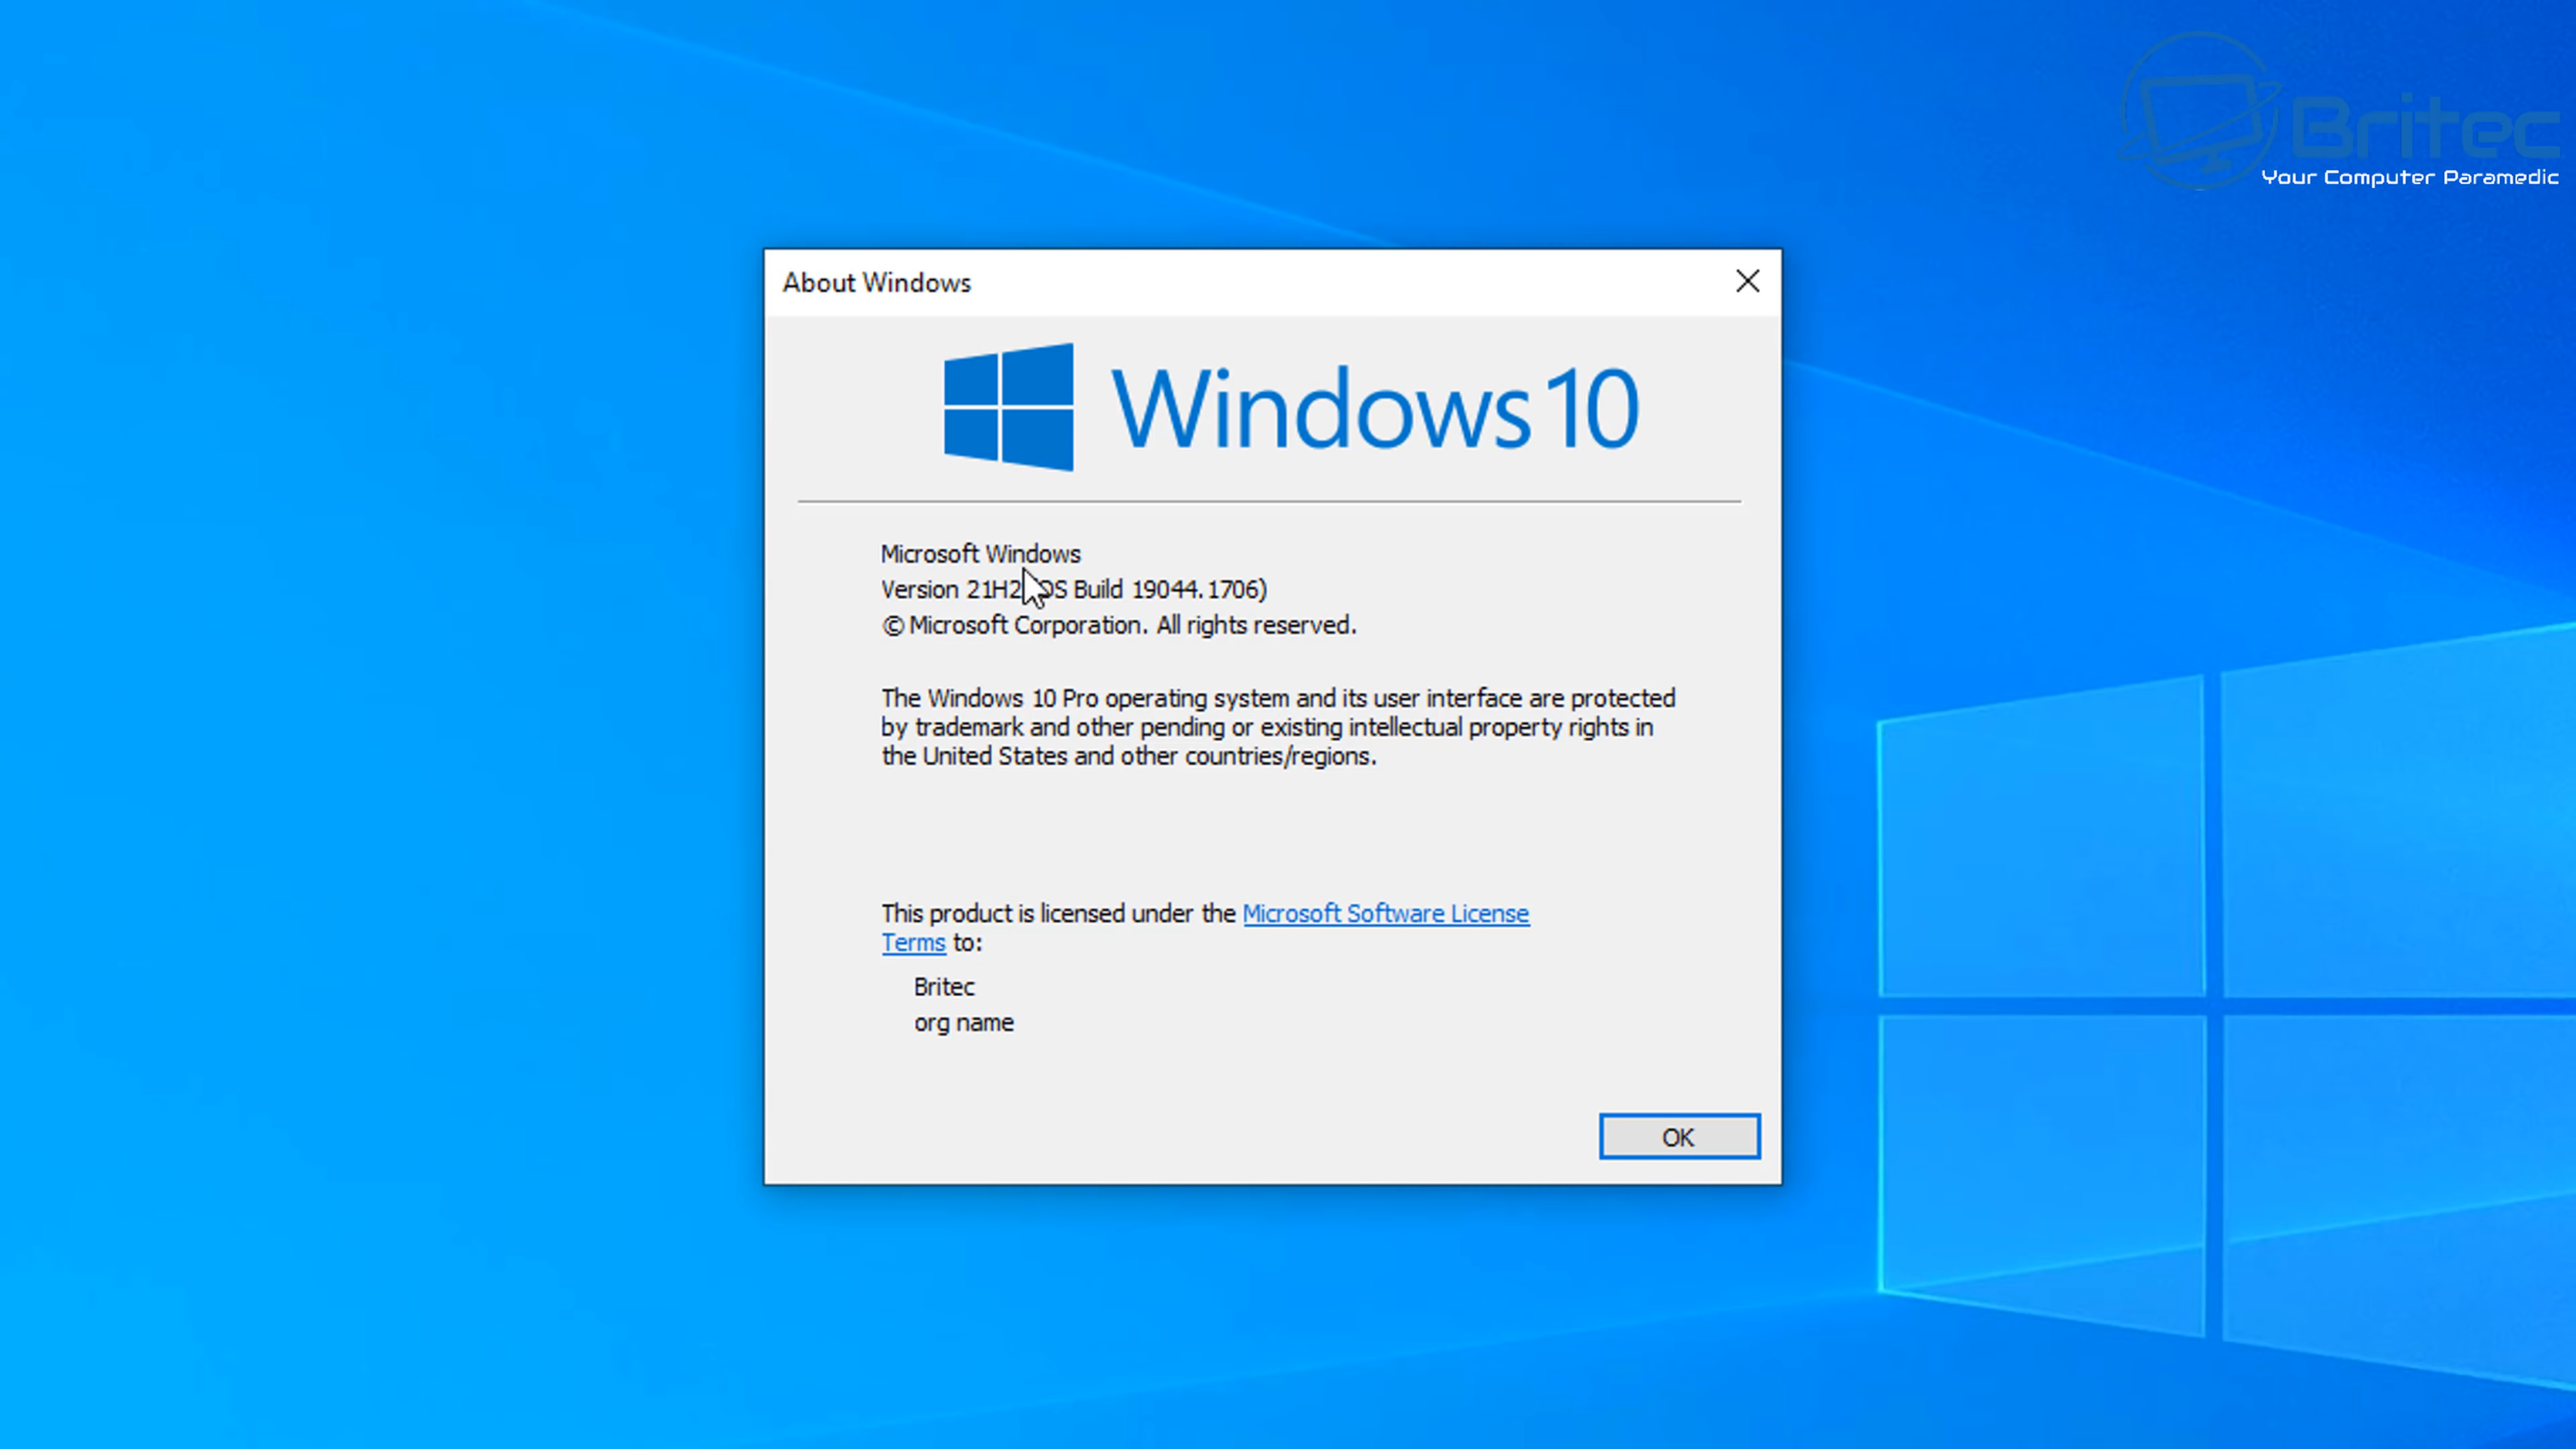 Britec
Your Computer Paramedic
About Windows
Windows 10
Microsoft Windows
Version 21H2 OS Build 19044.1706)
© Microsoft Corporation. All rights reserved.
The Windows 10 Pro operating system and its user interface are protected
by trademark and other pending or existing intellectual property rights in
the United States and other countries/regions.
This product is licensed under the Microsoft Software License
Terms to:
Britec
org name
OK